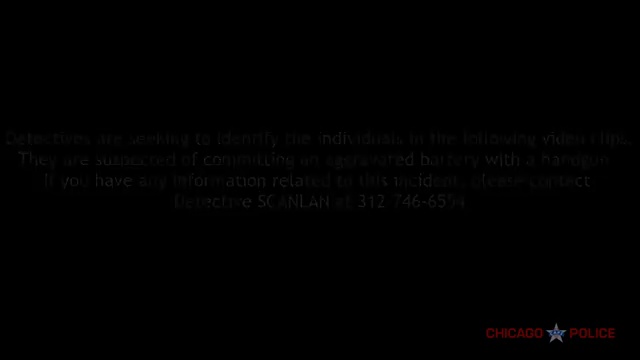 Detectives are seeking to identify the individuals in the following video clips.
They are suspected of committing an aggravated battery with a handgun.
If you have any information related to this incident, please contact
Detective SCANLAN at 312-746-6554
CHICAGO POLICE